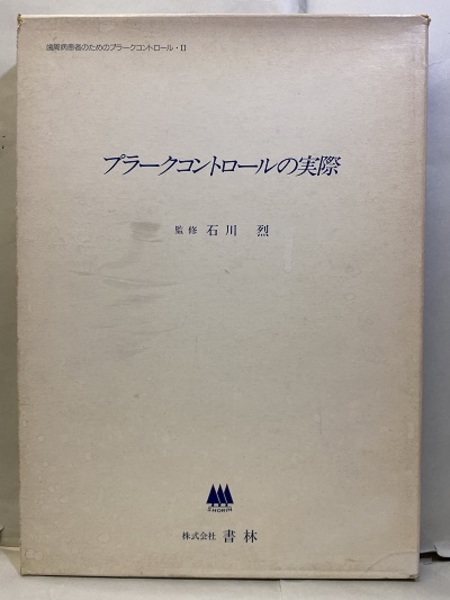 歯周病患者のためのプラークコントロール・II
プラークコントロールの実際
監修 石川 烈
SHORIN
株式会社 書林